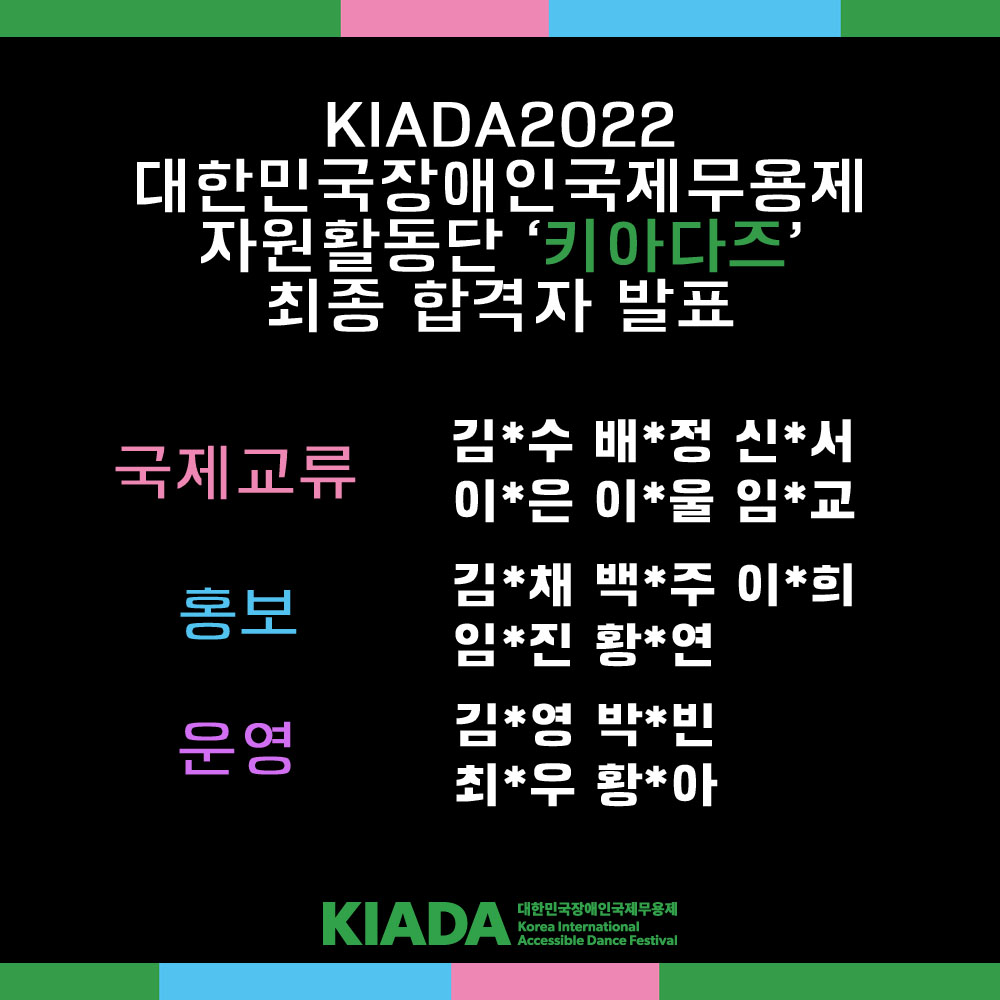 KIADA2022
대한민국장애인국제무용제
자원활동단 ‘키아다즈’
최종 합격자 발표
국제교류
김*수 배*정 신*서
이*은 이*울 임*교
홍보
김*채 백*주 이*희
임*진 황*연
운영
김*영 박*빈
최*우 황*아
KIADA
대한민국장애인국제무용제
Korea International
Accessible Dance Festival